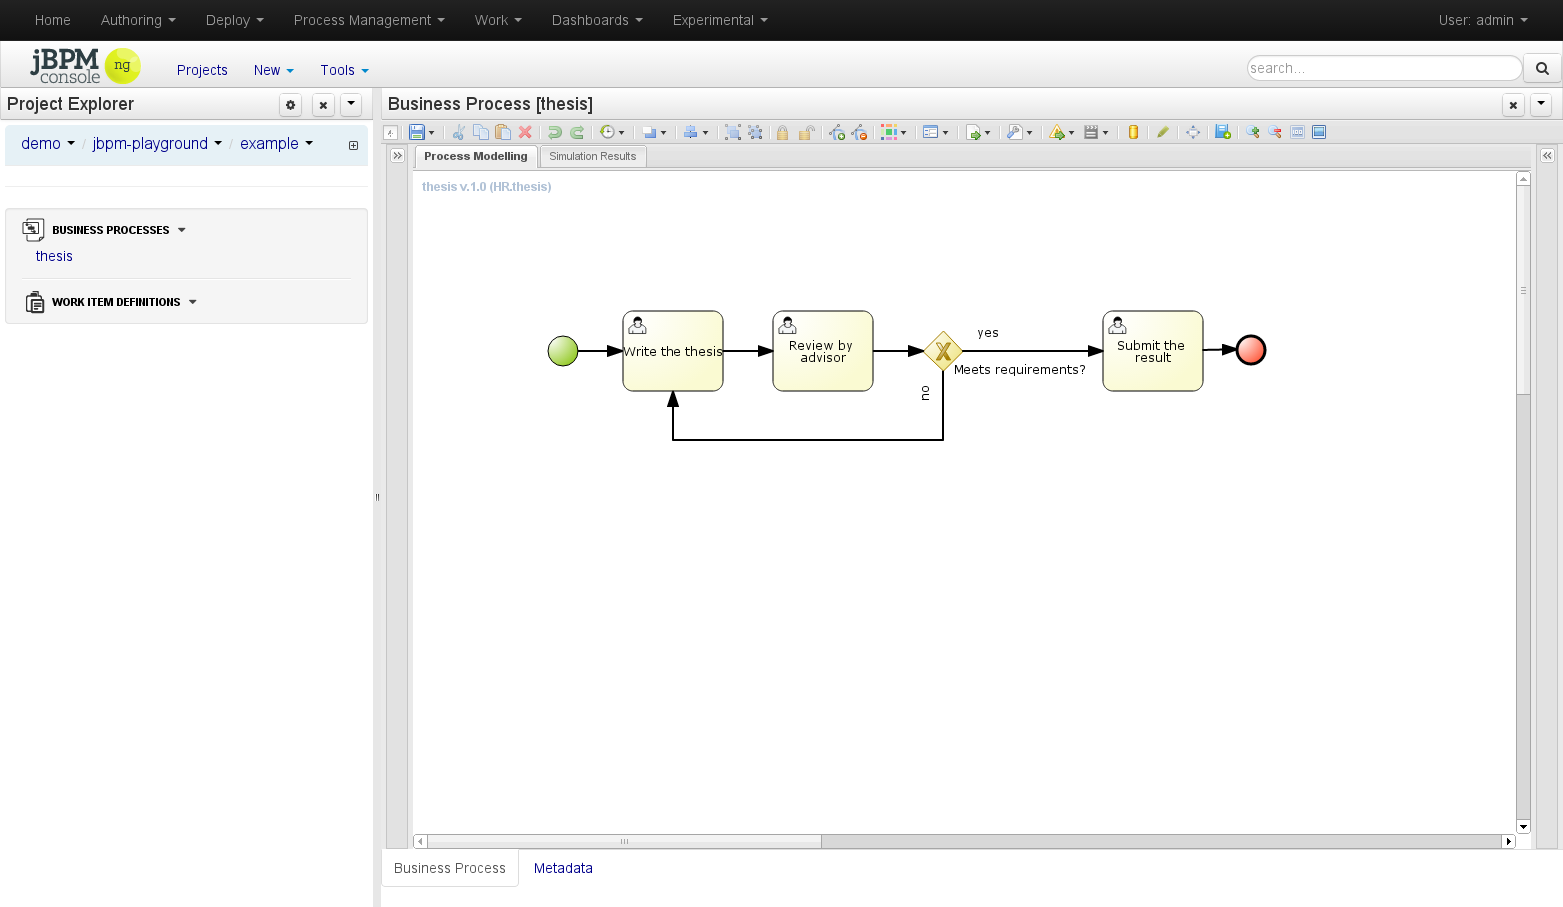 Home Authoring Deploy Process Management Work Dashboards Experimental User: admin
jBPM console ng Projects New Tools search...
Project Explorer
demo / jbpm-playground / example
BUSINESS PROCESSES
thesis
WORK ITEM DEFINITIONS
Business Process [thesis]
Process Modelling Simulation Results
thesis v.1.0 (HR.thesis)
Write the thesis
Review by
advisor
X
yes
Meets requirements?
no
Submit the
result
Business Process Metadata